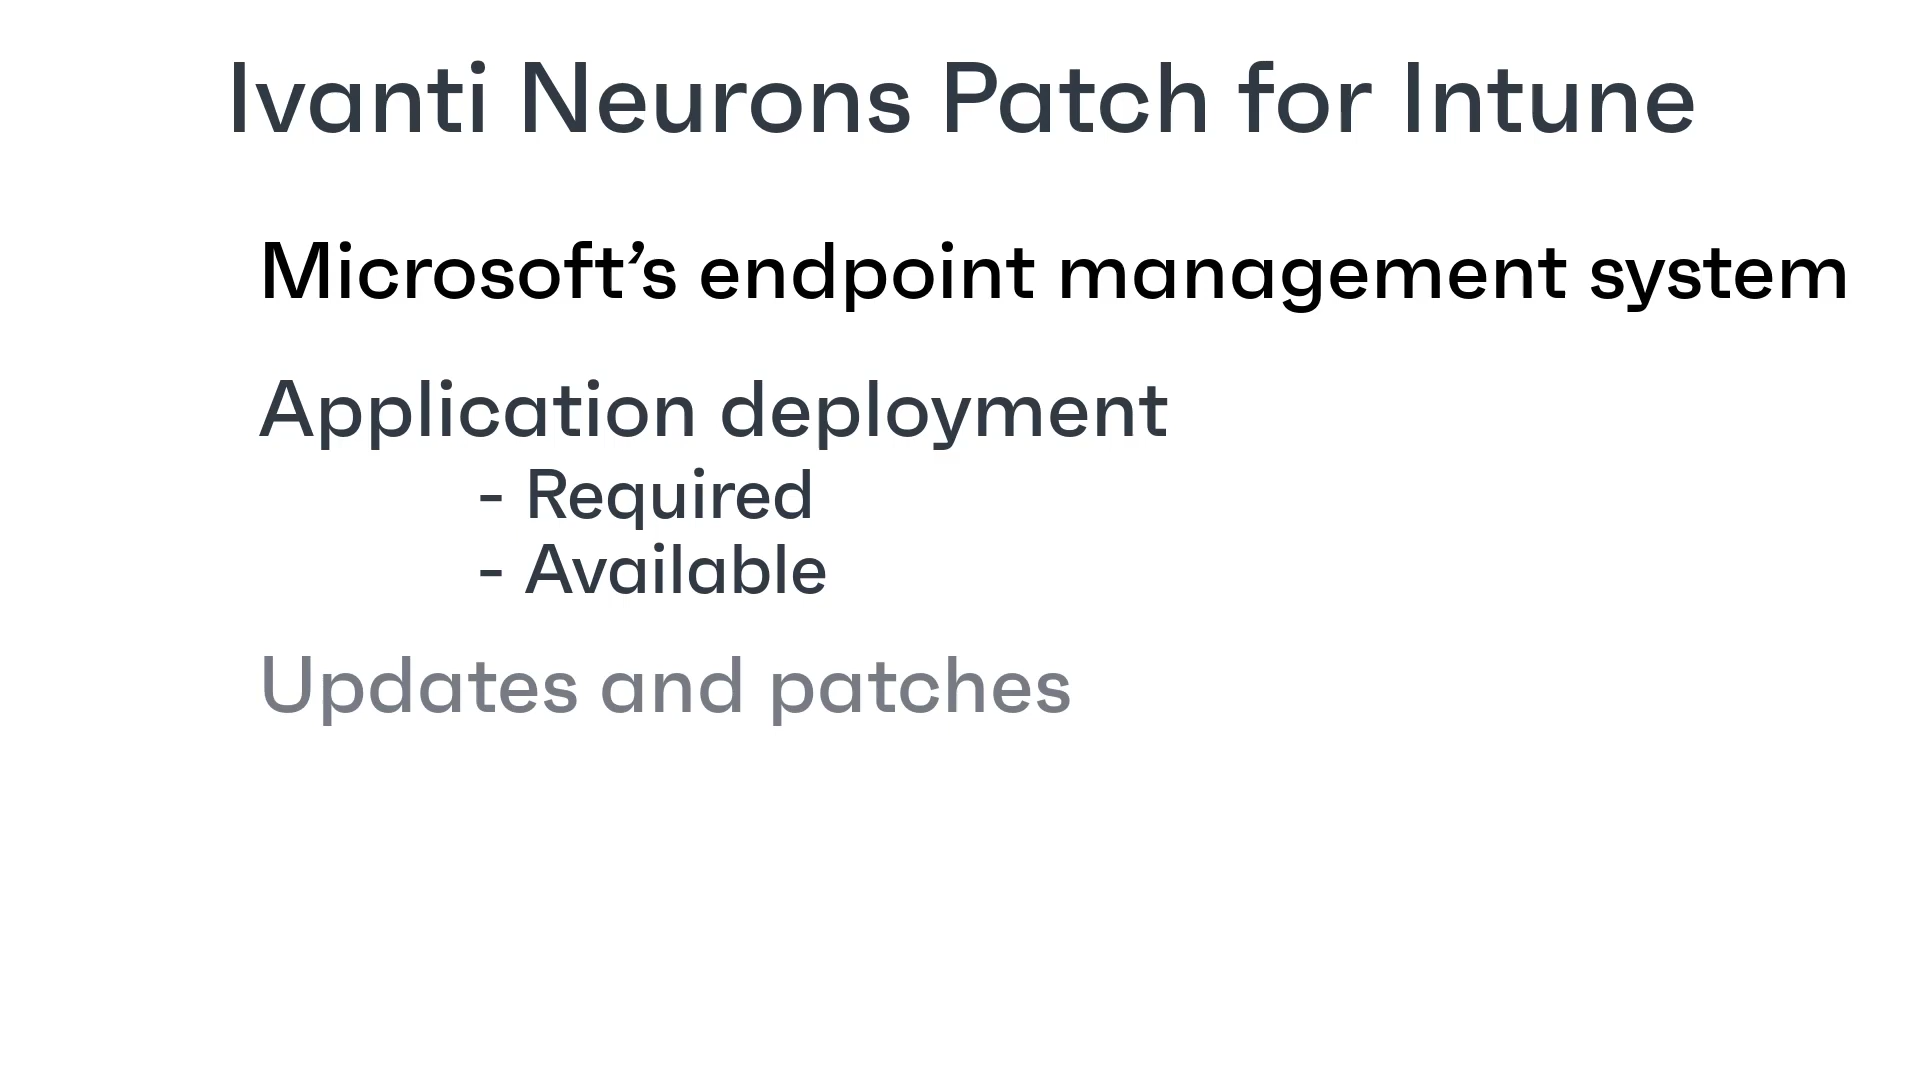 Ivanti Neurons Patch for Intune
Microsoft’s endpoint management system
Application deployment
- Required
- Available
Updates and patches